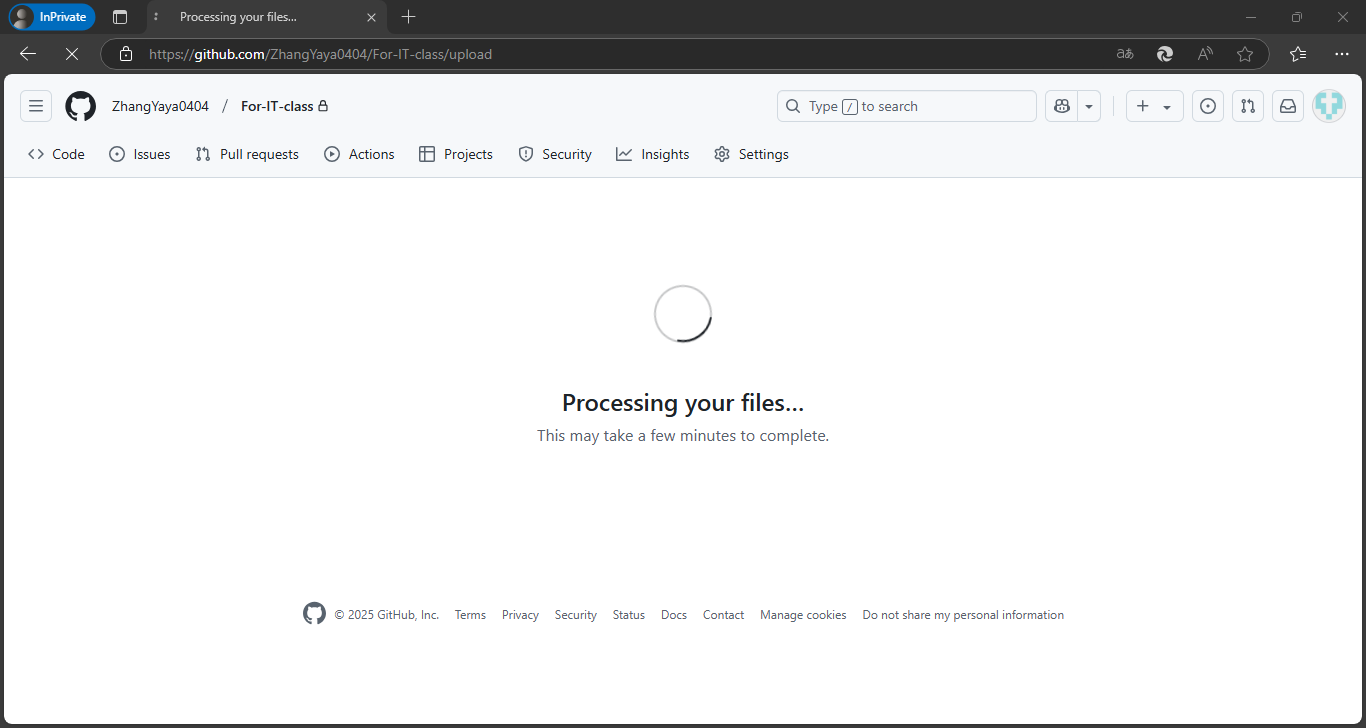 InPrivate
Processing your files...
https://github.com/ZhangYaya0404/For-IT-class/upload
ZhangYaya0404 / For-IT-class
Type / to search
Code Issues Pull requests Actions Projects Security Insights Settings
Processing your files...
This may take a few minutes to complete.
© 2025 GitHub, Inc. Terms Privacy Security Status Docs Contact Manage cookies Do not share my personal information